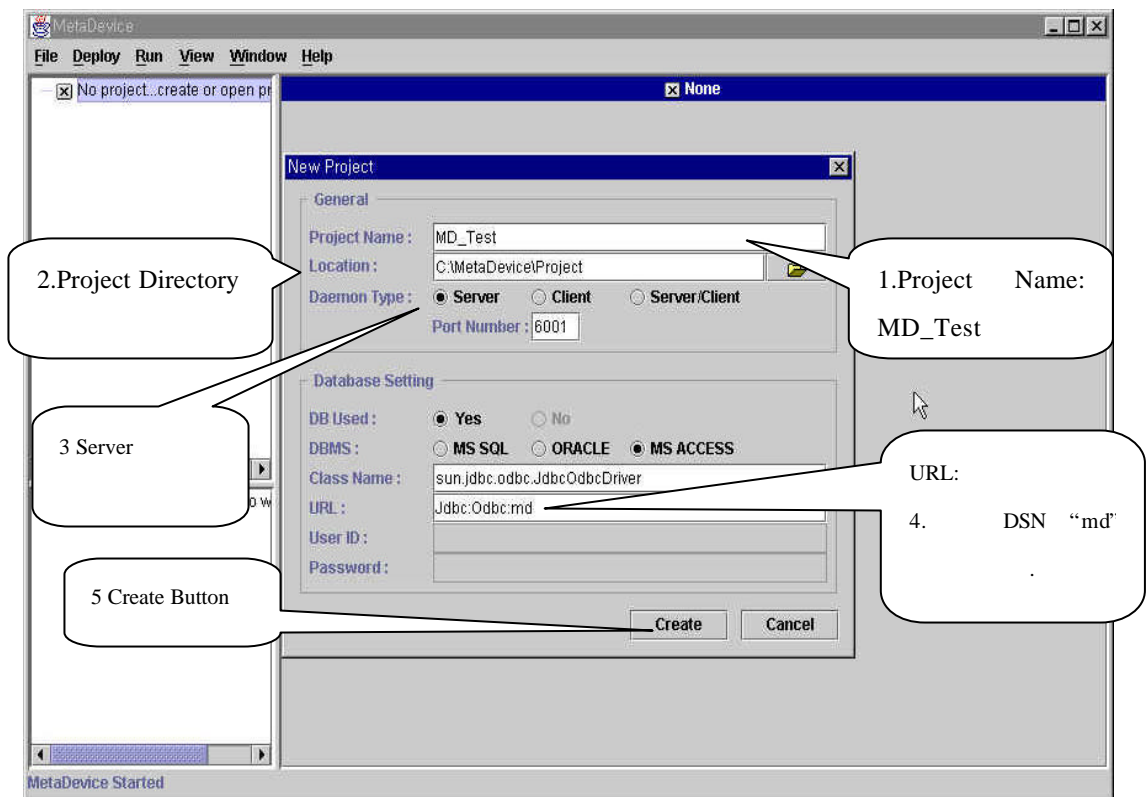 MetaDevice
File Deploy Run View Window Help
No project...create or open pr
None
New Project
General
Project Name : MD_Test
Location : C:\MetaDevice\Project
Daemon Type : Server Client Server/Client
Port Number : 6001
Database Setting
DB Used : Yes No
DBMS : MS SQL ORACLE MS ACCESS
Class Name : sun.jdbc.odbc.JdbcOdbcDriver
URL : Jdbc:Odbc:md
User ID :
Password :
Create Cancel
1.Project Name:
MD_Test
2.Project Directory
3 Server
URL:
4. DSN “md”
.
5 Create Button
MetaDevice Started